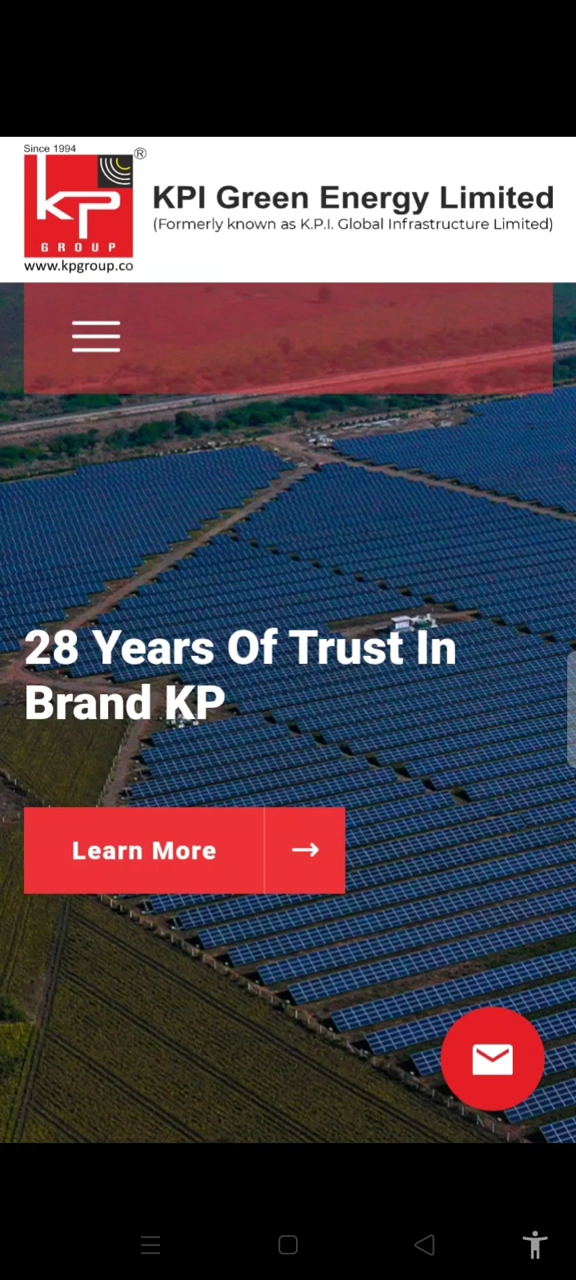 Since 1994
®
kp
GROUP
www.kpgroup.co
KPI Green Energy Limited
(Formerly known as K.P.I. Global Infrastructure Limited)
28 Years Of Trust In
Brand KP
Learn More